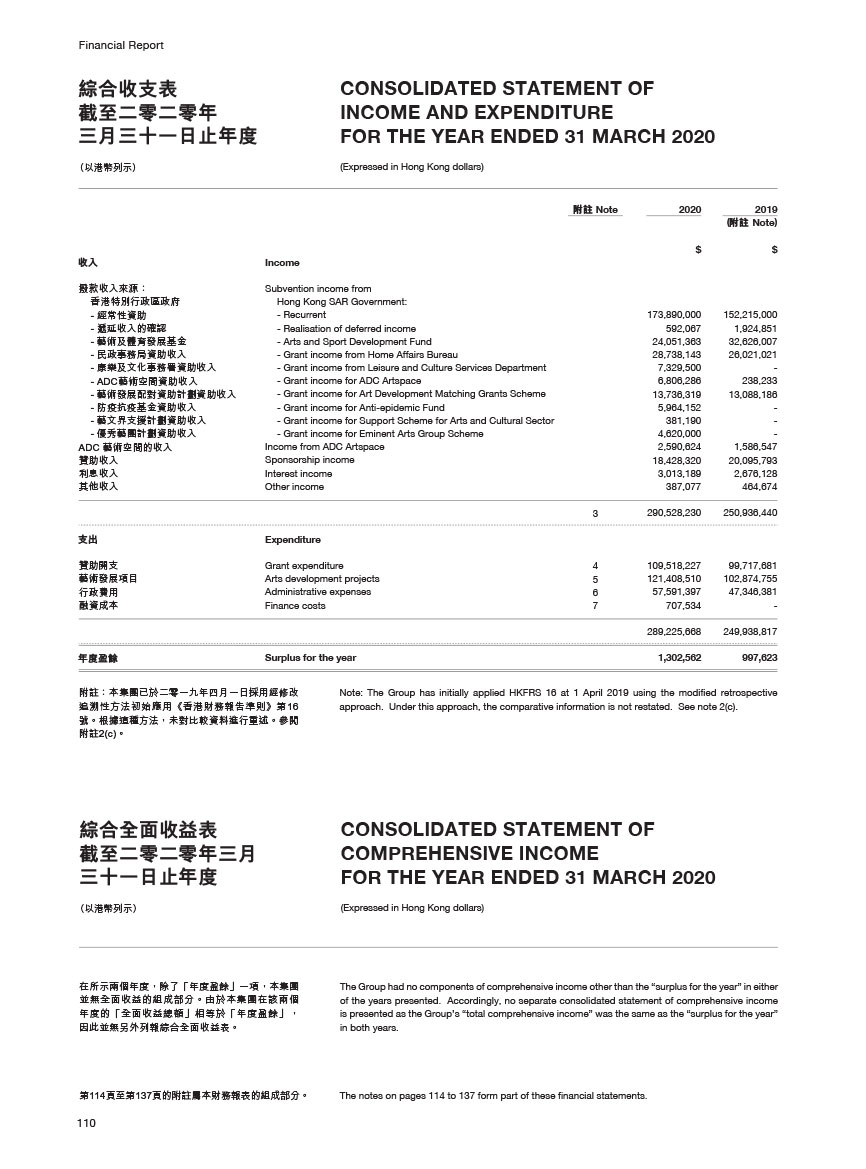 Financial Report
綜合收支表
截至二零二零年
三月三十一日止年度
CONSOLIDATED STATEMENT OF
INCOME AND EXPENDITURE
FOR THE YEAR ENDED 31 MARCH 2020
（以港幣列示）
(Expressed in Hong Kong dollars)
附註 Note 2020 2019
(附註 Note)
$ $
收入 Income
撥款收入來源： Subvention income from
香港特別行政區政府 Hong Kong SAR Government:
- 經常性資助 - Recurrent 173,890,000 152,215,000
- 遞延收入的確認 - Realisation of deferred income 592,067 1,924,851
- 藝術及體育發展基金 - Arts and Sport Development Fund 24,051,363 32,626,007
- 民政事務局資助收入 - Grant income from Home Affairs Bureau 28,738,143 26,021,021
- 康樂及文化事務署資助收入 - Grant income from Leisure and Culture Services Department 7,329,500 -
- ADC藝術空間資助收入 - Grant income for ADC Artspace 6,806,286 238,233
- 藝術發展配對資助計劃資助收入 - Grant income for Art Development Matching Grants Scheme 13,736,319 13,088,186
- 防疫抗疫基金資助收入 - Grant income for Anti-epidemic Fund 5,964,152 -
- 藝文界支援計劃資助收入 - Grant income for Support Scheme for Arts and Cultural Sector 381,190 -
- 優秀藝團計劃資助收入 - Grant income for Eminent Arts Group Scheme 4,620,000 -
ADC 藝術空間的收入 Income from ADC Artspace 2,590,624 1,586,547
贊助收入 Sponsorship income 18,428,320 20,095,793
利息收入 Interest income 3,013,189 2,676,128
其他收入 Other income 387,077 464,674
3 290,528,230 250,936,440
支出 Expenditure
贊助開支 Grant expenditure 4 109,518,227 99,717,681
藝術發展項目 Arts development projects 5 121,408,510 102,874,755
行政費用 Administrative expenses 6 57,591,397 47,346,381
融資成本 Finance costs 7 707,534 -
289,225,668 249,938,817
年度盈餘 Surplus for the year 1,302,562 997,623
附註：本集團已於二零一九年四月一日採用經修改
追溯性方法初始應用《香港財務報告準則》第16
號。根據這種方法，未對比較資料進行重述。參閱
附註2(c)。
Note: The Group has initially applied HKFRS 16 at 1 April 2019 using the modified retrospective
approach. Under this approach, the comparative information is not restated. See note 2(c).
綜合全面收益表
截至二零二零年三月
三十一日止年度
CONSOLIDATED STATEMENT OF
COMPREHENSIVE INCOME
FOR THE YEAR ENDED 31 MARCH 2020
（以港幣列示）
(Expressed in Hong Kong dollars)
在所示兩個年度，除了「年度盈餘」一項，本集團
並無全面收益的組成部分。由於本集團在該兩個
年度的「全面收益總額」相等於「年度盈餘」，
因此並無另外列報綜合全面收益表。
The Group had no components of comprehensive income other than the “surplus for the year” in either
of the years presented. Accordingly, no separate consolidated statement of comprehensive income
is presented as the Group’s “total comprehensive income” was the same as the “surplus for the year”
in both years.
第114頁至第137頁的附註屬本財務報表的組成部分。
The notes on pages 114 to 137 form part of these financial statements.
110